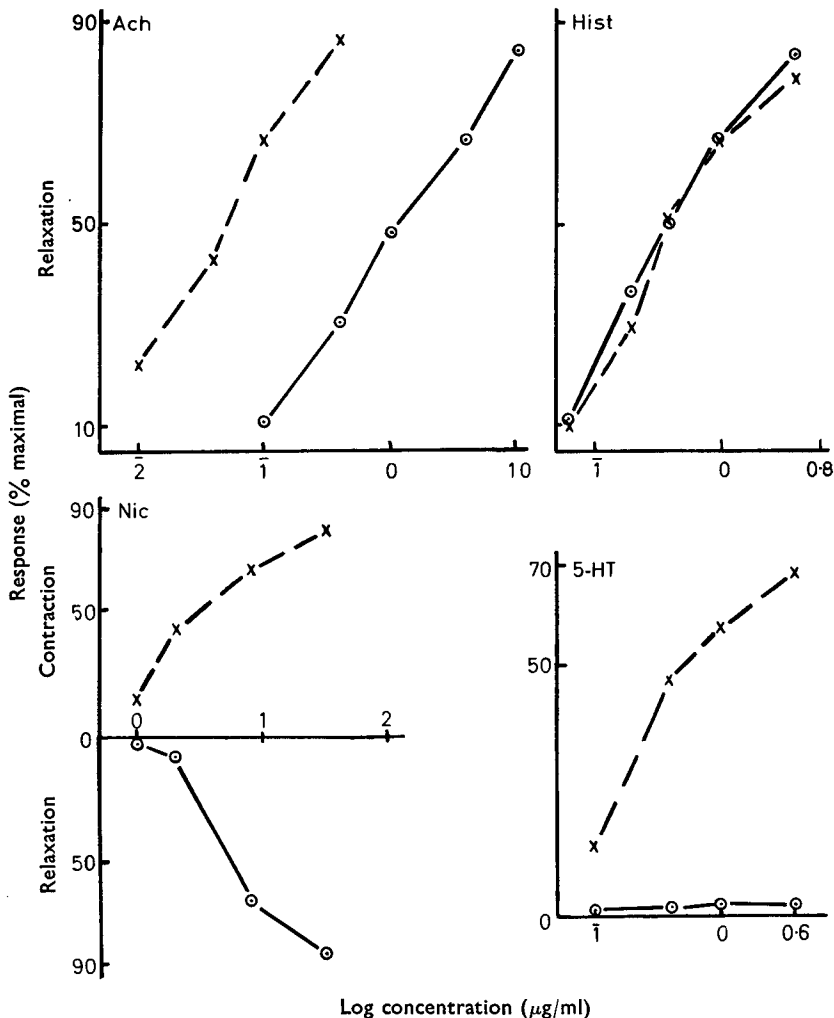 90
Ach
Relaxation
50
10
2̄
1̄
0
10
Hist
1̄
0
0·8
Response (% maximal)
90
Nic
Contraction
50
0
1
2
0
Relaxation
50
90
70
5-HT
50
0
1̄
0
0·6
Log concentration (μg/ml)